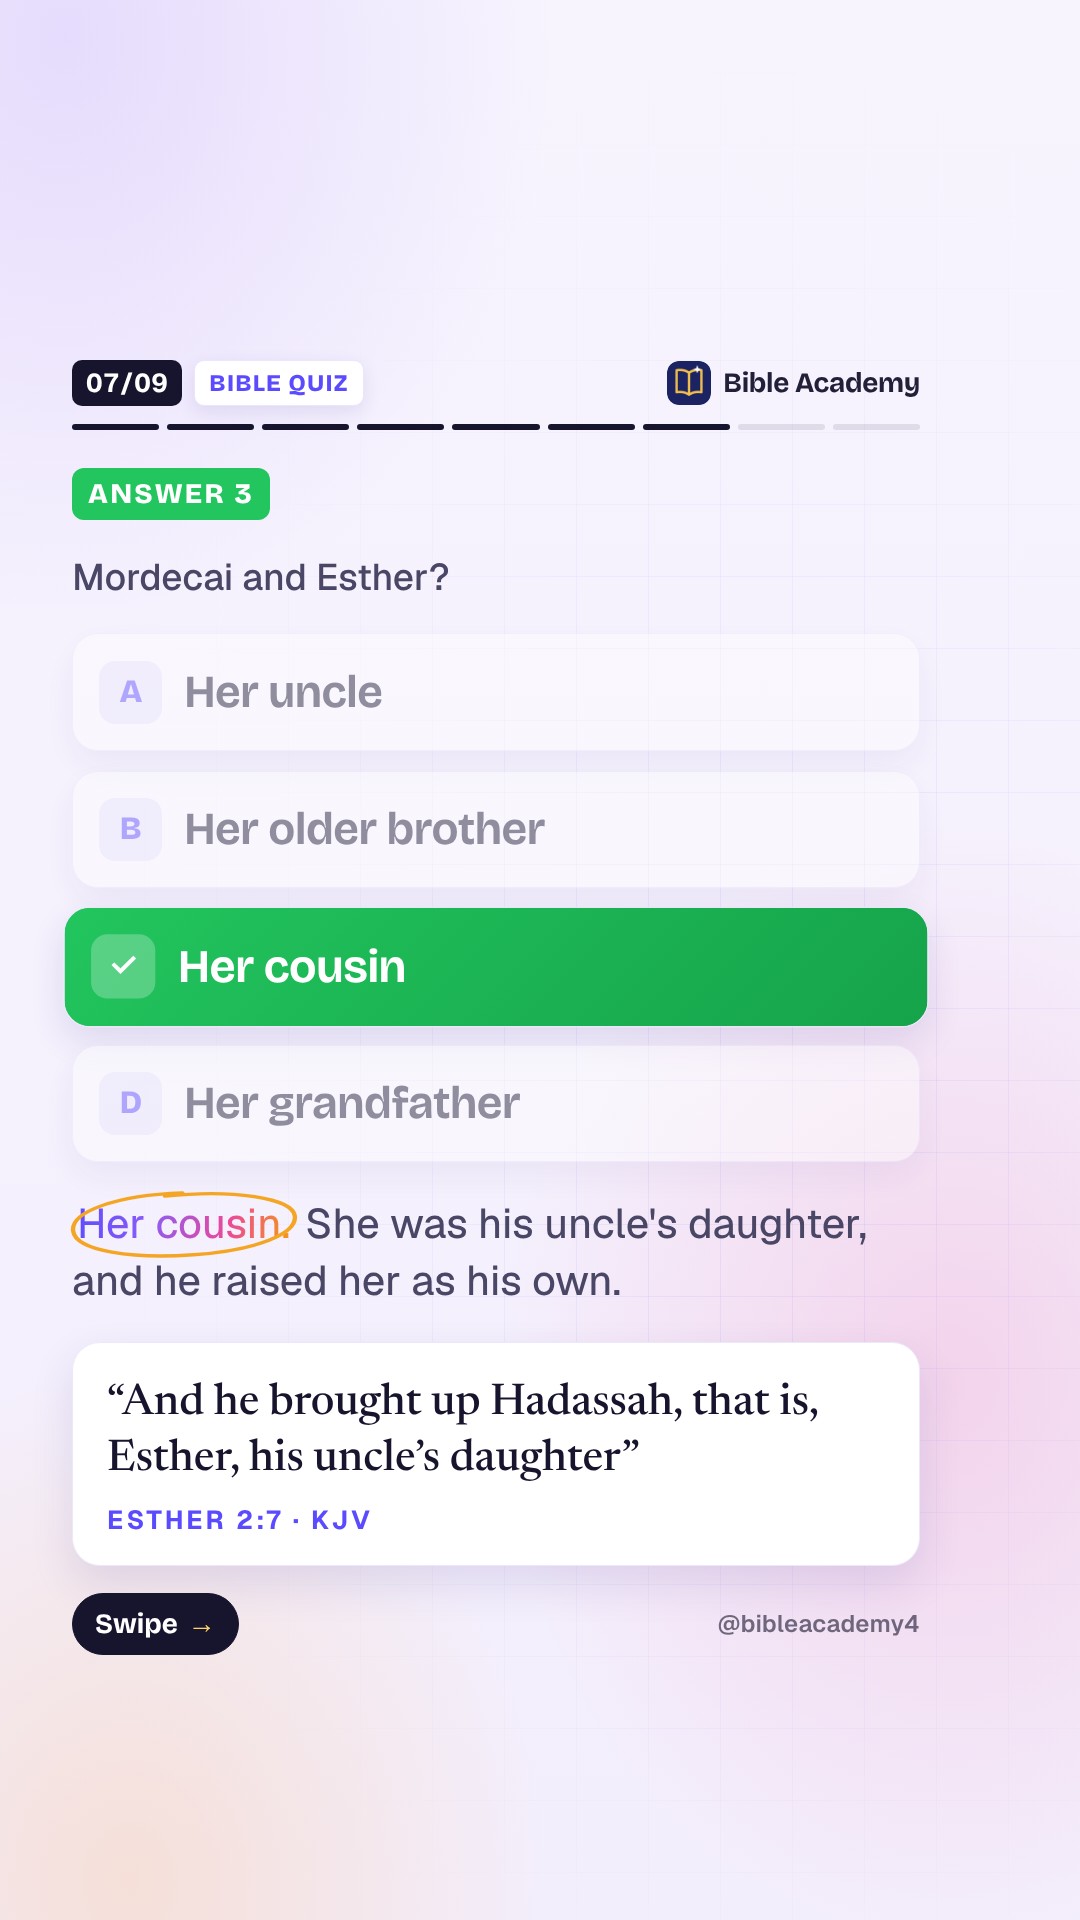 07/09 BIBLE QUIZ Bible Academy
ANSWER 3
Mordecai and Esther?
A Her uncle
B Her older brother
✓ Her cousin
D Her grandfather
Her cousin. She was his uncle's daughter,
and he raised her as his own.
“And he brought up Hadassah, that is,
Esther, his uncle’s daughter”
ESTHER 2:7 · KJV
Swipe → @bibleacademy4